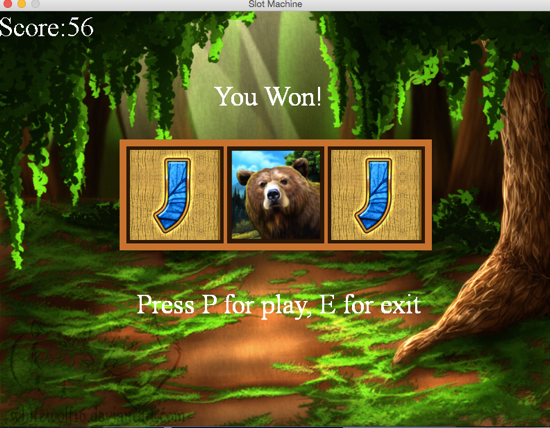 Slot Machine
Score:56
You Won!
J J
Press P for play, E for exit